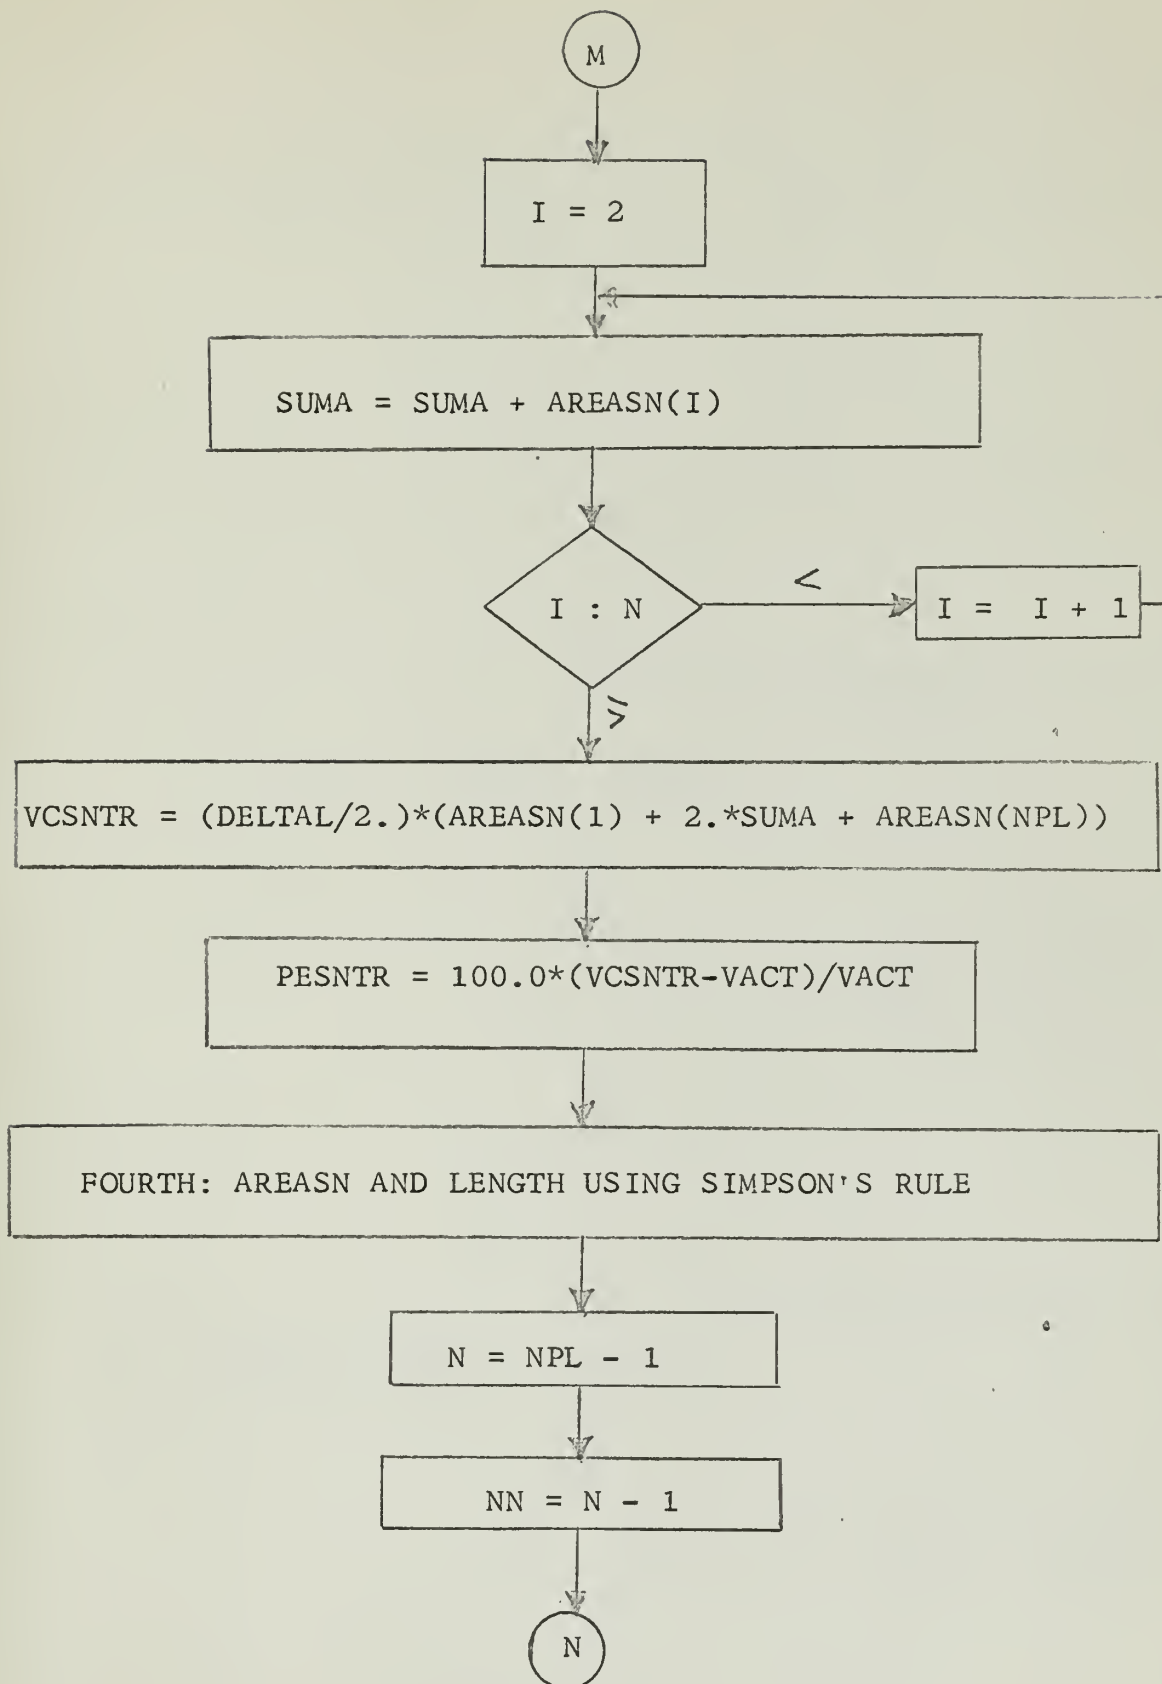 M
I = 2
SUMA = SUMA + AREASN(I)
I : N
<
I = I + 1
≥
VCSNTR = (DELTAL/2.)*(AREASN(1) + 2.*SUMA + AREASN(NPL))
PESNTR = 100.0*(VCSNTR-VACT)/VACT
FOURTH: AREASN AND LENGTH USING SIMPSON'S RULE
N = NPL - 1
NN = N - 1
N